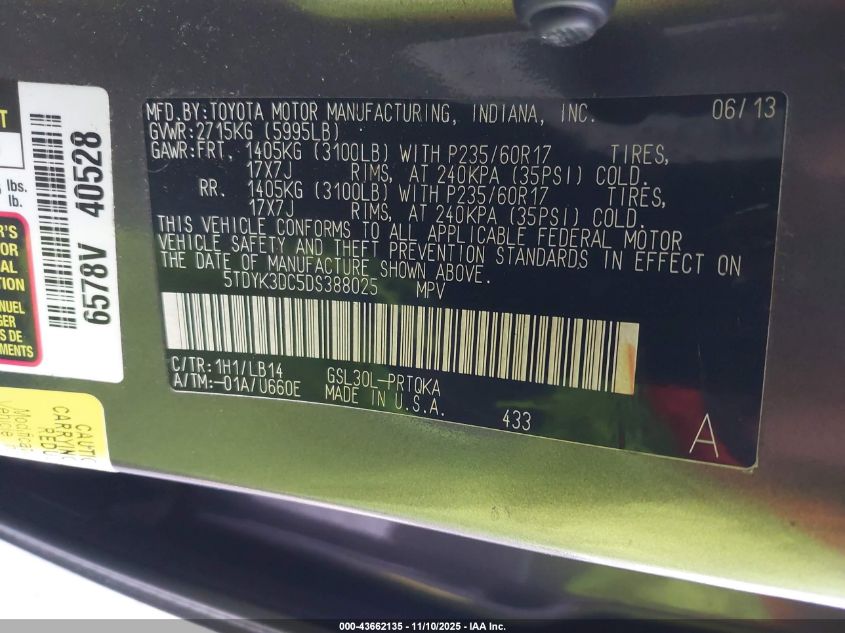 MFD.BY:TOYOTA MOTOR MANUFACTURING, INDIANA, INC. 06/13
GVWR:2715KG (5995LB)
GAWR:FRT. 1405KG (3100LB) WITH P235/60R17 TIRES,
17X7J RIMS, AT 240KPA (35PSI) COLD.
RR. 1405KG (3100LB) WITH P235/60R17 TIRES,
17X7J RIMS, AT 240KPA (35PSI) COLD.
THIS VEHICLE CONFORMS TO ALL APPLICABLE FEDERAL MOTOR
VEHICLE SAFETY AND THEFT PREVENTION STANDARDS IN EFFECT ON
THE DATE OF MANUFACTURE SHOWN ABOVE.
5TDYK3DC5DS388025 MPV
C/TR:1H1/LB14 GSL30L-PRTQKA
A/TM:-01A/U660E MADE IN U.S.A.
433 A
6578V 40528
lbs.
lb.
000-43662135 - 11/10/2025 - IAA Inc.